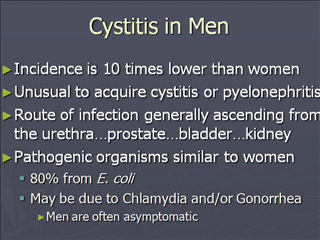 Cystitis in Men
► Incidence is 10 times lower than women
► Unusual to acquire cystitis or pyelonephritis
► Route of infection generally ascending from
the urethra…prostate…bladder…kidney
► Pathogenic organisms similar to women
▪ 80% from E. coli
▪ May be due to Chlamydia and/or Gonorrhea
► Men are often asymptomatic